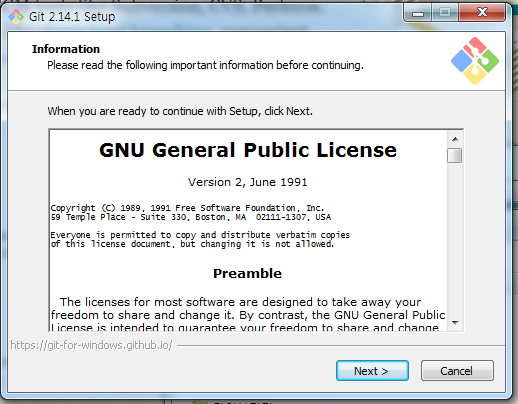 Git 2.14.1 Setup
Information
Please read the following important information before continuing.
When you are ready to continue with Setup, click Next.
GNU General Public License
Version 2, June 1991
Copyright (C) 1989, 1991 Free Software Foundation, Inc.
59 Temple Place - Suite 330, Boston, MA  02111-1307, USA
Everyone is permitted to copy and distribute verbatim copies
of this license document, but changing it is not allowed.
Preamble
The licenses for most software are designed to take away your
freedom to share and change it. By contrast, the GNU General Public
License is intended to guarantee your freedom to share and change
https://git-for-windows.github.io/
Next >
Cancel